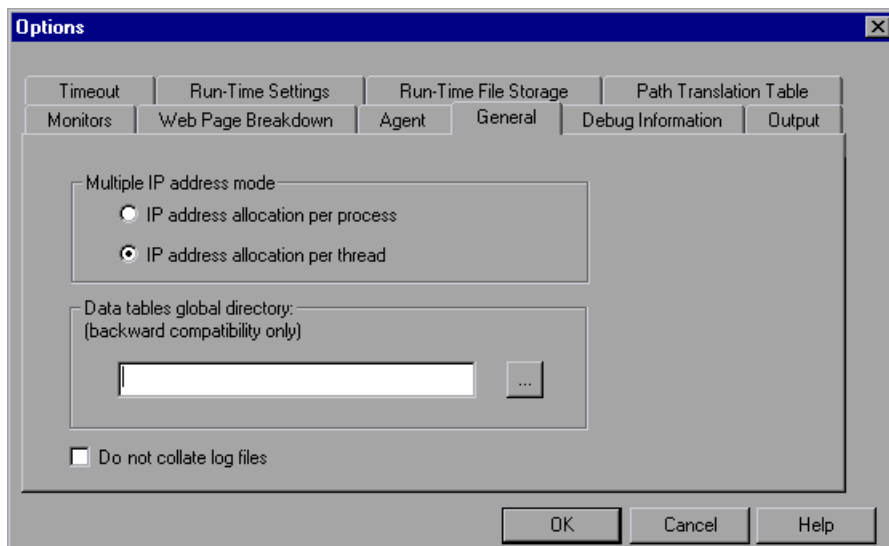 Options
Timeout Run-Time Settings Run-Time File Storage Path Translation Table
Monitors Web Page Breakdown Agent General Debug Information Output
Multiple IP address mode
IP address allocation per process
IP address allocation per thread
Data tables global directory:
(backward compatibility only)
...
Do not collate log files
OK Cancel Help